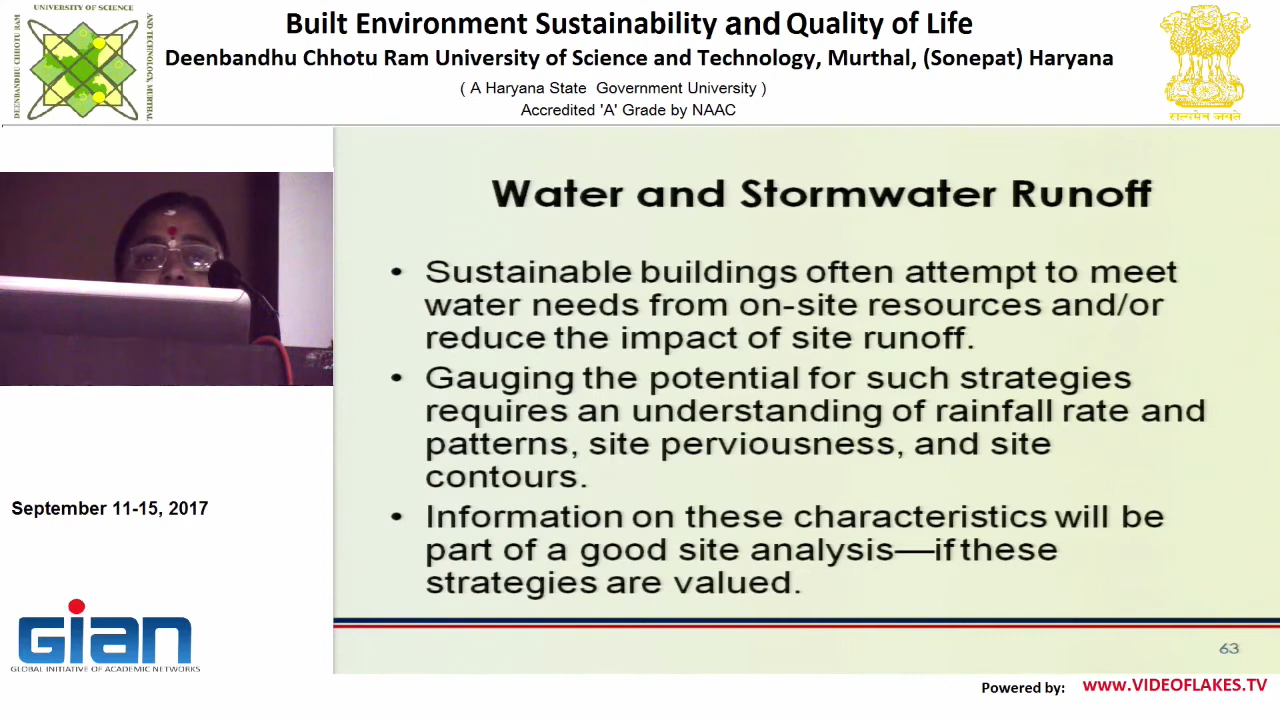 Built Environment Sustainability and Quality of Life
Deenbandhu Chhotu Ram University of Science and Technology, Murthal, (Sonepat) Haryana
( A Haryana State Government University )
Accredited 'A' Grade by NAAC
UNIVERSITY OF SCIENCE
AND TECHNOLOGY, MURTHAL
DEENBANDHU CHHOTU RAM
सत्यमेव जयते
Water and Stormwater Runoff
• Sustainable buildings often attempt to meet
water needs from on-site resources and/or
reduce the impact of site runoff.
• Gauging the potential for such strategies
requires an understanding of rainfall rate and
patterns, site perviousness, and site
contours.
• Information on these characteristics will be
part of a good site analysis—if these
strategies are valued.
63
September 11-15, 2017
GIAN
GLOBAL INITIATIVE OF ACADEMIC NETWORKS
Powered by: www.VIDEOFLAKES.TV